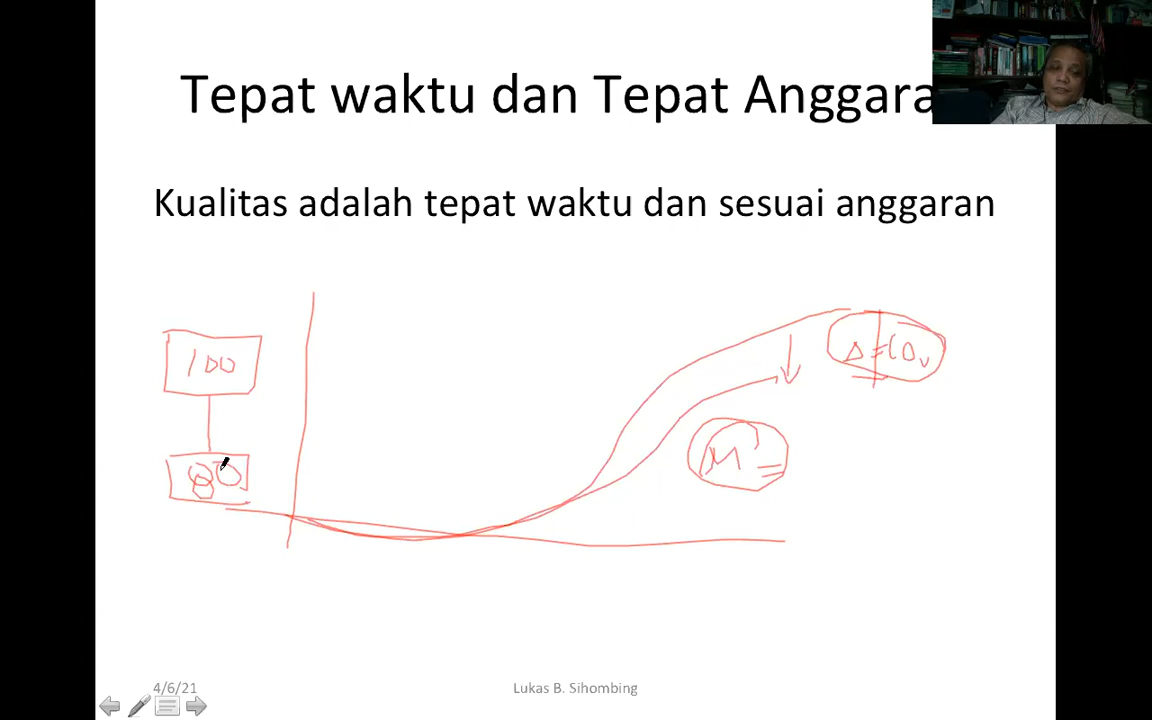 Tepat waktu dan Tepat Anggara
Kualitas adalah tepat waktu dan sesuai anggaran
100
80
M
4/6/21
Lukas B. Sihombing